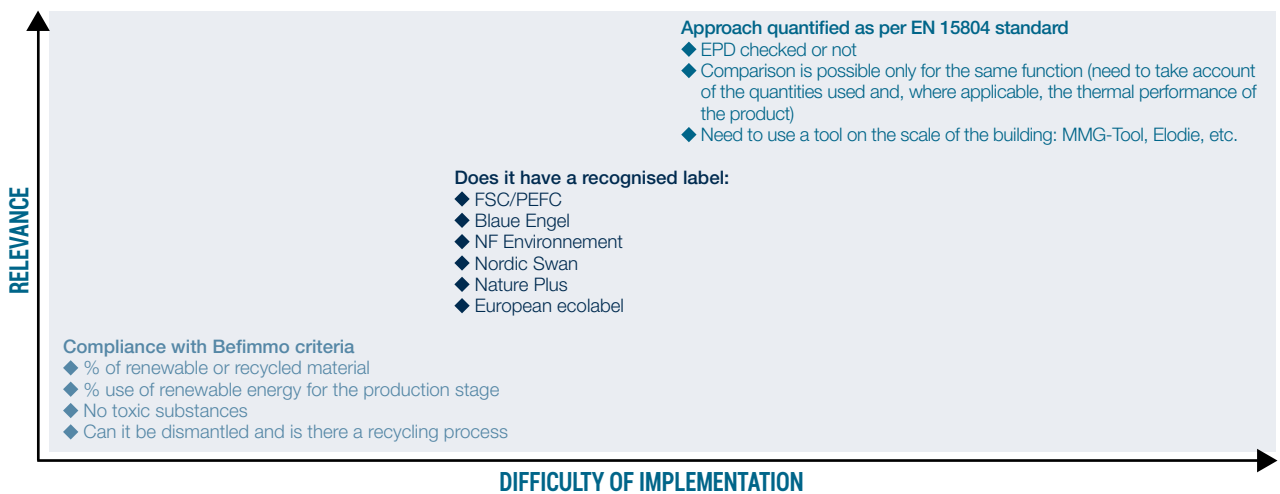 Approach quantified as per EN 15804 standard
◆ EPD checked or not
◆ Comparison is possible only for the same function (need to take account
of the quantities used and, where applicable, the thermal performance of
the product)
◆ Need to use a tool on the scale of the building: MMG-Tool, Elodie, etc.
Does it have a recognised label:
◆ FSC/PEFC
◆ Blaue Engel
◆ NF Environnement
◆ Nordic Swan
◆ Nature Plus
◆ European ecolabel
RELEVANCE
Compliance with Befimmo criteria
◆ % of renewable or recycled material
◆ % use of renewable energy for the production stage
◆ No toxic substances
◆ Can it be dismantled and is there a recycling process
DIFFICULTY OF IMPLEMENTATION